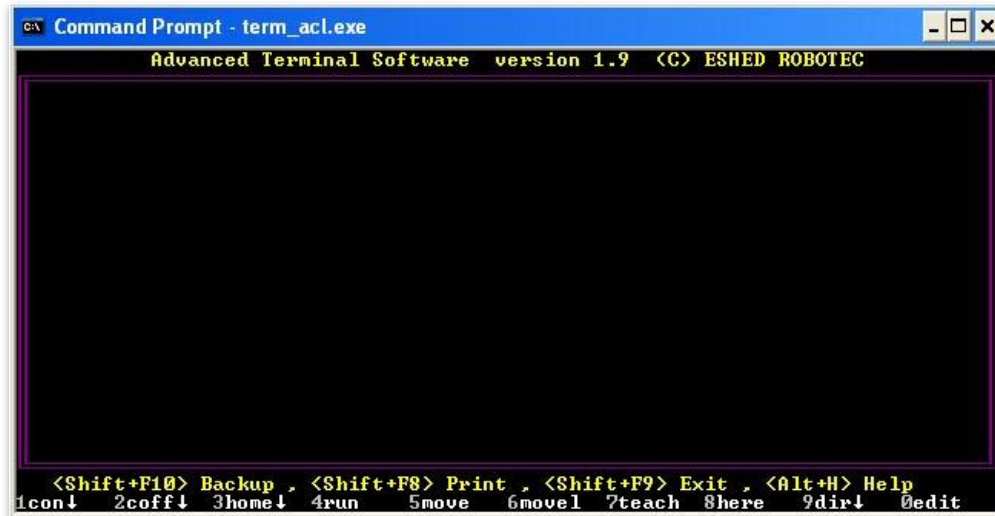 Command Prompt - term_acl.exe
Advanced Terminal Software version 1.9 (C) ESHED ROBOTEC
<Shift+F10> Backup , <Shift+F8> Print , <Shift+F9> Exit , <Alt+H> Help
1con↓ 2coff↓ 3home↓ 4run 5move 6movel 7teach 8here 9dir↓ 0edit